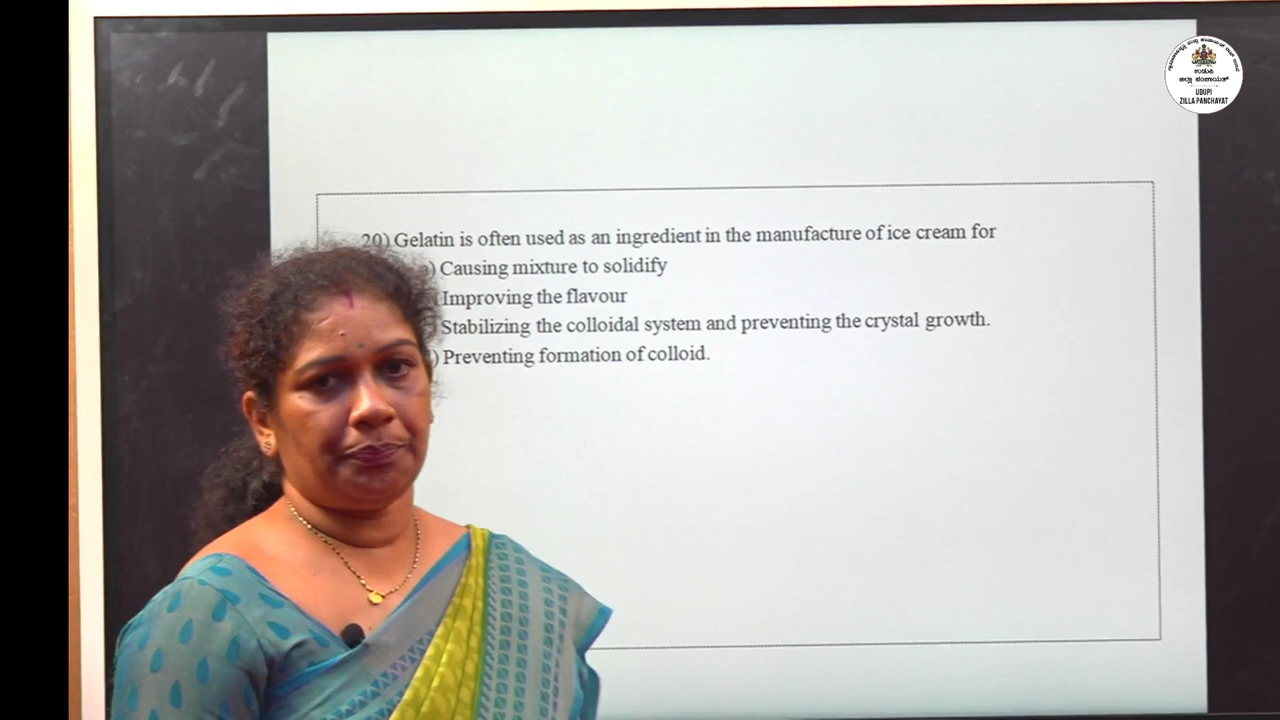 ಉಡುಪಿ
ಜಿಲ್ಲಾ ಪಂಚಾಯತ್
UDUPI
ZILLA PANCHAYAT
20) Gelatin is often used as an ingredient in the manufacture of ice cream for
a) Causing mixture to solidify
Improving the flavour
Stabilizing the colloidal system and preventing the crystal growth.
) Preventing formation of colloid.